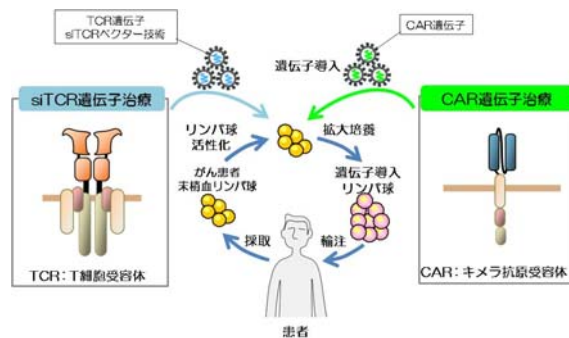 TCR遺伝子
siTCRベクター技術
CAR遺伝子
遺伝子導入
siTCR遺伝子治療
CAR遺伝子治療
リンパ球
活性化
拡大培養
がん患者
末梢血リンパ球
遺伝子導入
リンパ球
採取
輸注
TCR：T細胞受容体
CAR：キメラ抗原受容体
患者